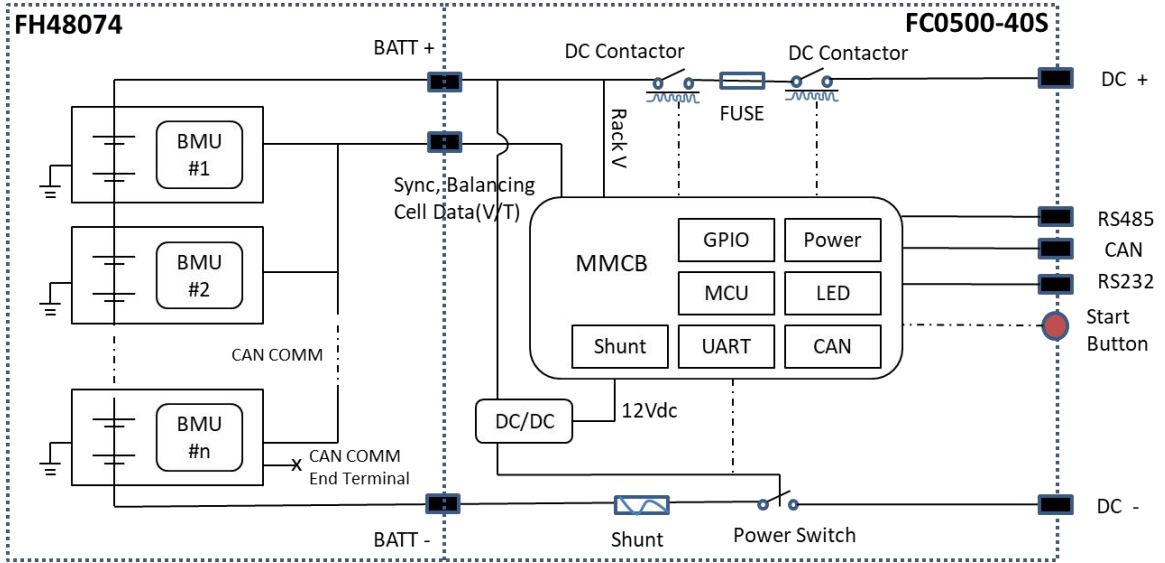 FH48074
FC0500-40S
BATT +
DC Contactor
DC Contactor
DC +
FUSE
BMU
#1
Rack V
Sync, Balancing
Cell Data(V/T)
RS485
CAN
RS232
Start
Button
MMCB
GPIO
Power
MCU
LED
Shunt
UART
CAN
BMU
#2
CAN COMM
12Vdc
DC/DC
BMU
#n
x CAN COMM
End Terminal
BATT -
Shunt
Power Switch
DC -